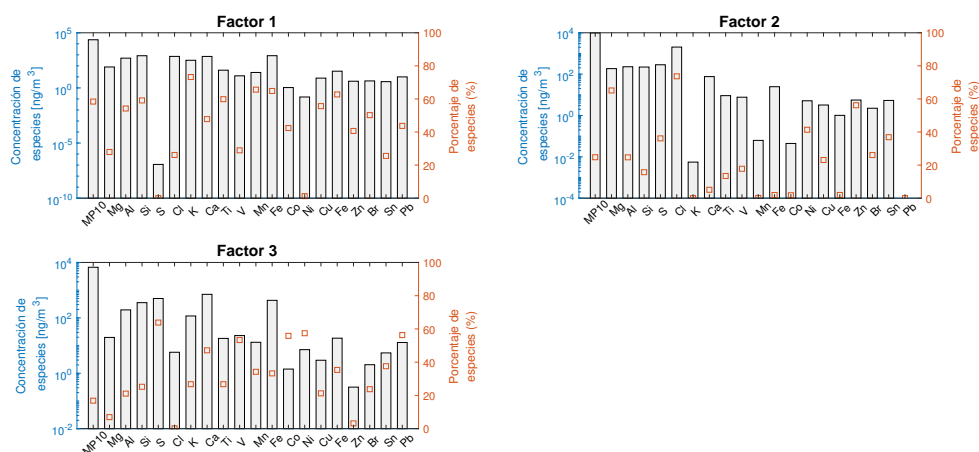 Factor 1
Concentración de
especies [ng/m 3]
10^5
10^0
10^-5
10^-10
100
80
60
40
20
0
Porcentaje de
especies (%)
MP10 Mg Al Si S Cl K Ca Ti V Mn Fe Co Ni Cu Fe Zn Br Sn Pb
Factor 2
Concentración de
especies [ng/m 3]
10^4
10^2
10^0
10^-2
10^-4
100
80
60
40
20
0
Porcentaje de
especies (%)
MP10 Mg Al Si S Cl K Ca Ti V Mn Fe Co Ni Cu Fe Zn Br Sn Pb
Factor 3
Concentración de
especies [ng/m 3]
10^4
10^2
10^0
10^-2
100
80
60
40
20
0
Porcentaje de
especies (%)
MP10 Mg Al Si S Cl K Ca Ti V Mn Fe Co Ni Cu Fe Zn Br Sn Pb